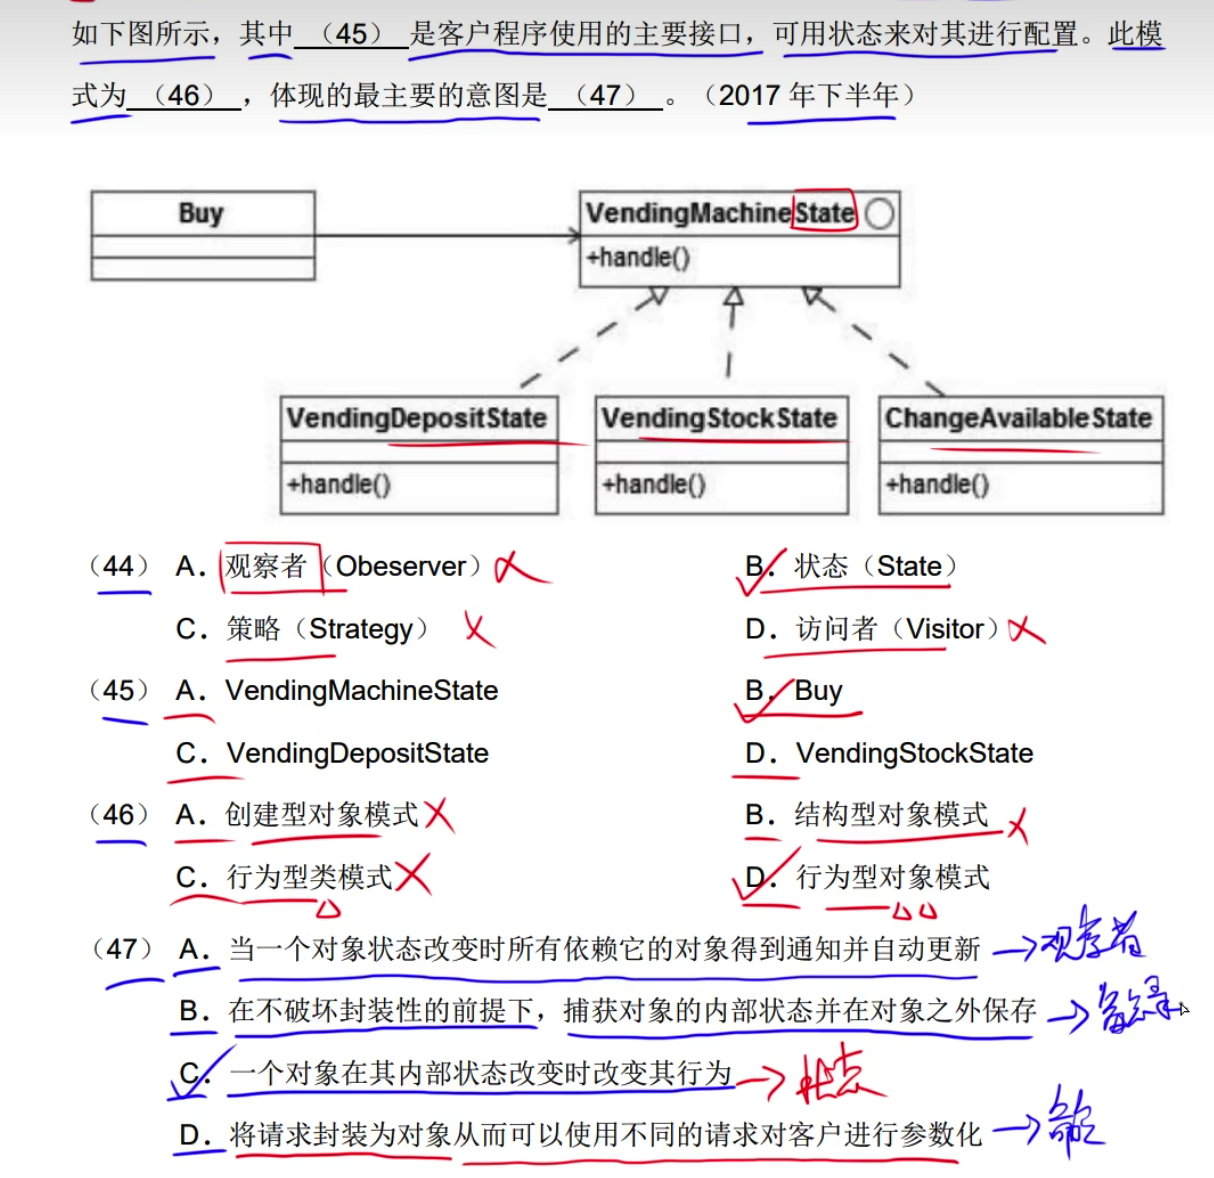 如下图所示，其中 （45） 是客户程序使用的主要接口，可用状态来对其进行配置。此模
式为 （46） ，体现的最主要的意图是 （47） 。（2017 年下半年）
Buy
VendingMachineState
+handle()
VendingDepositState
VendingStockState
ChangeAvailableState
+handle()
+handle()
+handle()
（44） A．观察者（Obeserver） B．状态（State）
C．策略（Strategy） D．访问者（Visitor）
（45） A．VendingMachineState B．Buy
C．VendingDepositState D．VendingStockState
（46） A．创建型对象模式 B．结构型对象模式
C．行为型类模式 D．行为型对象模式
（47） A．当一个对象状态改变时所有依赖它的对象得到通知并自动更新 →观察者
B．在不破坏封装性的前提下，捕获对象的内部状态并在对象之外保存 →备忘录
C．一个对象在其内部状态改变时改变其行为 →状态
D．将请求封装为对象从而可以使用不同的请求对客户进行参数化 →命令